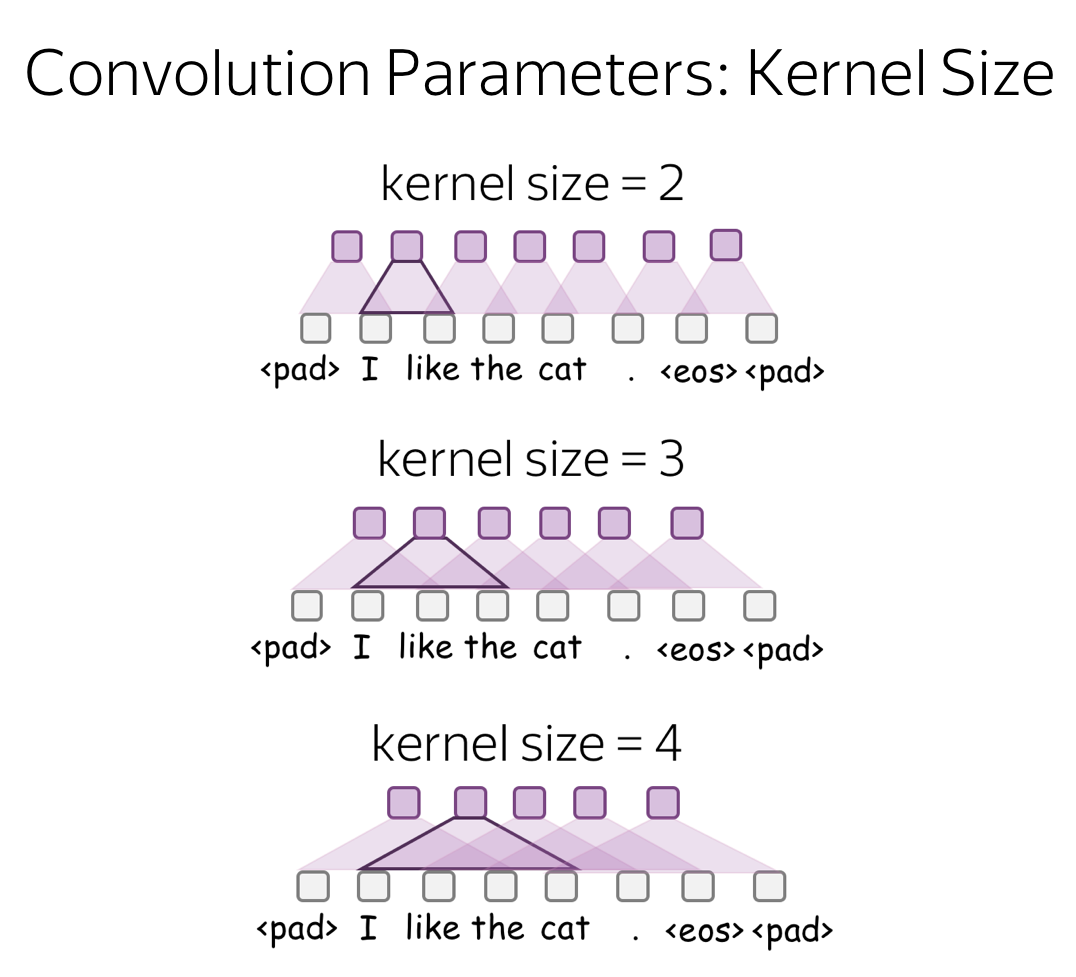 Convolution Parameters: Kernel Size
kernel size = 2
<pad> I like the cat . <eos> <pad>
kernel size = 3
<pad> I like the cat . <eos> <pad>
kernel size = 4
<pad> I like the cat . <eos> <pad>